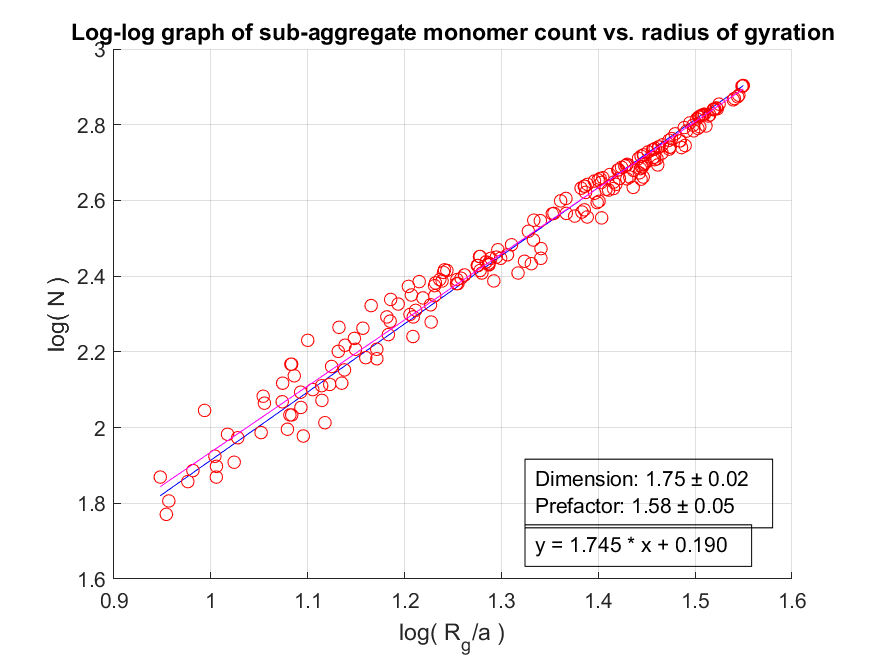 Log-log graph of sub-aggregate monomer count vs. radius of gyration
3
2.8
2.6
2.4
2.2
2
1.8
1.6
log( N )
Dimension: 1.75 ± 0.02
Prefactor: 1.58 ± 0.05
y = 1.745 * x + 0.190
0.9 1 1.1 1.2 1.3 1.4 1.5 1.6
log( R_g/a )